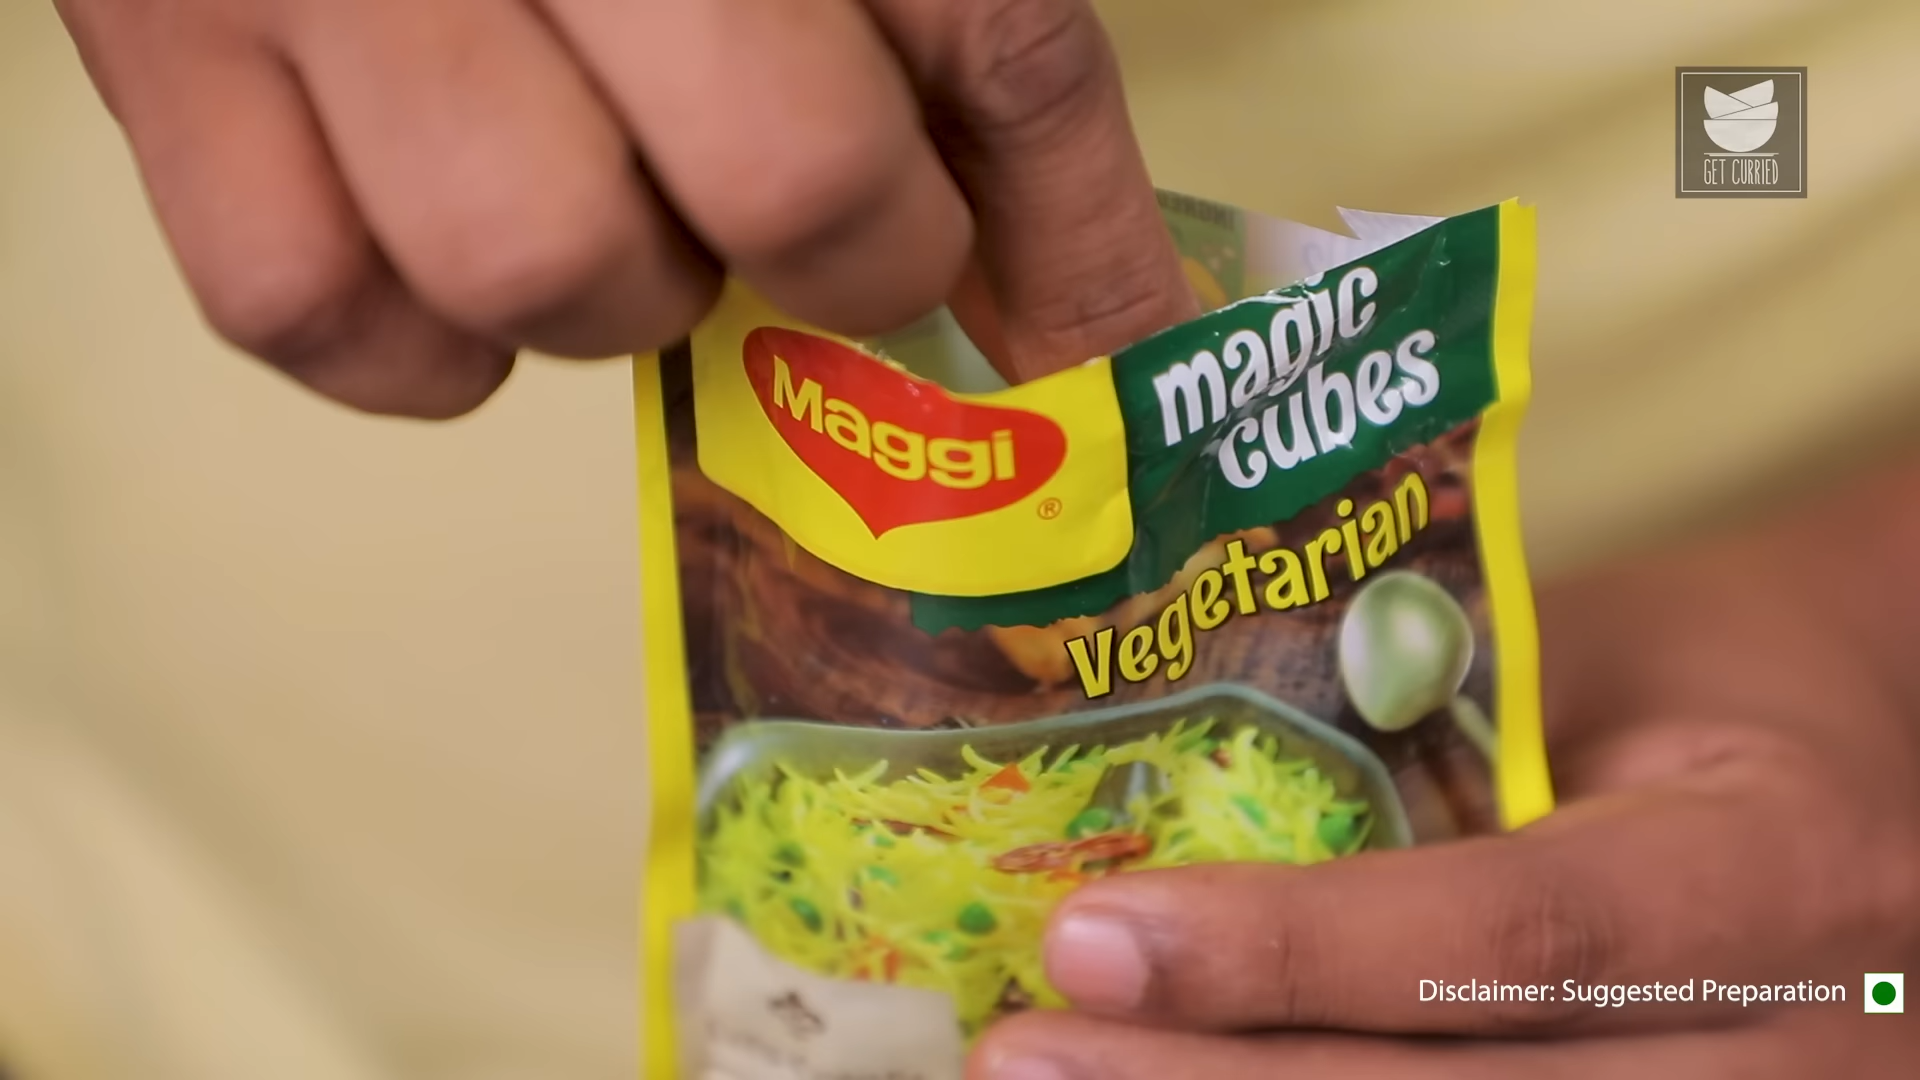 GET CURRIED
magic
cubes
Maggi
®
Vegetarian
Disclaimer: Suggested Preparation